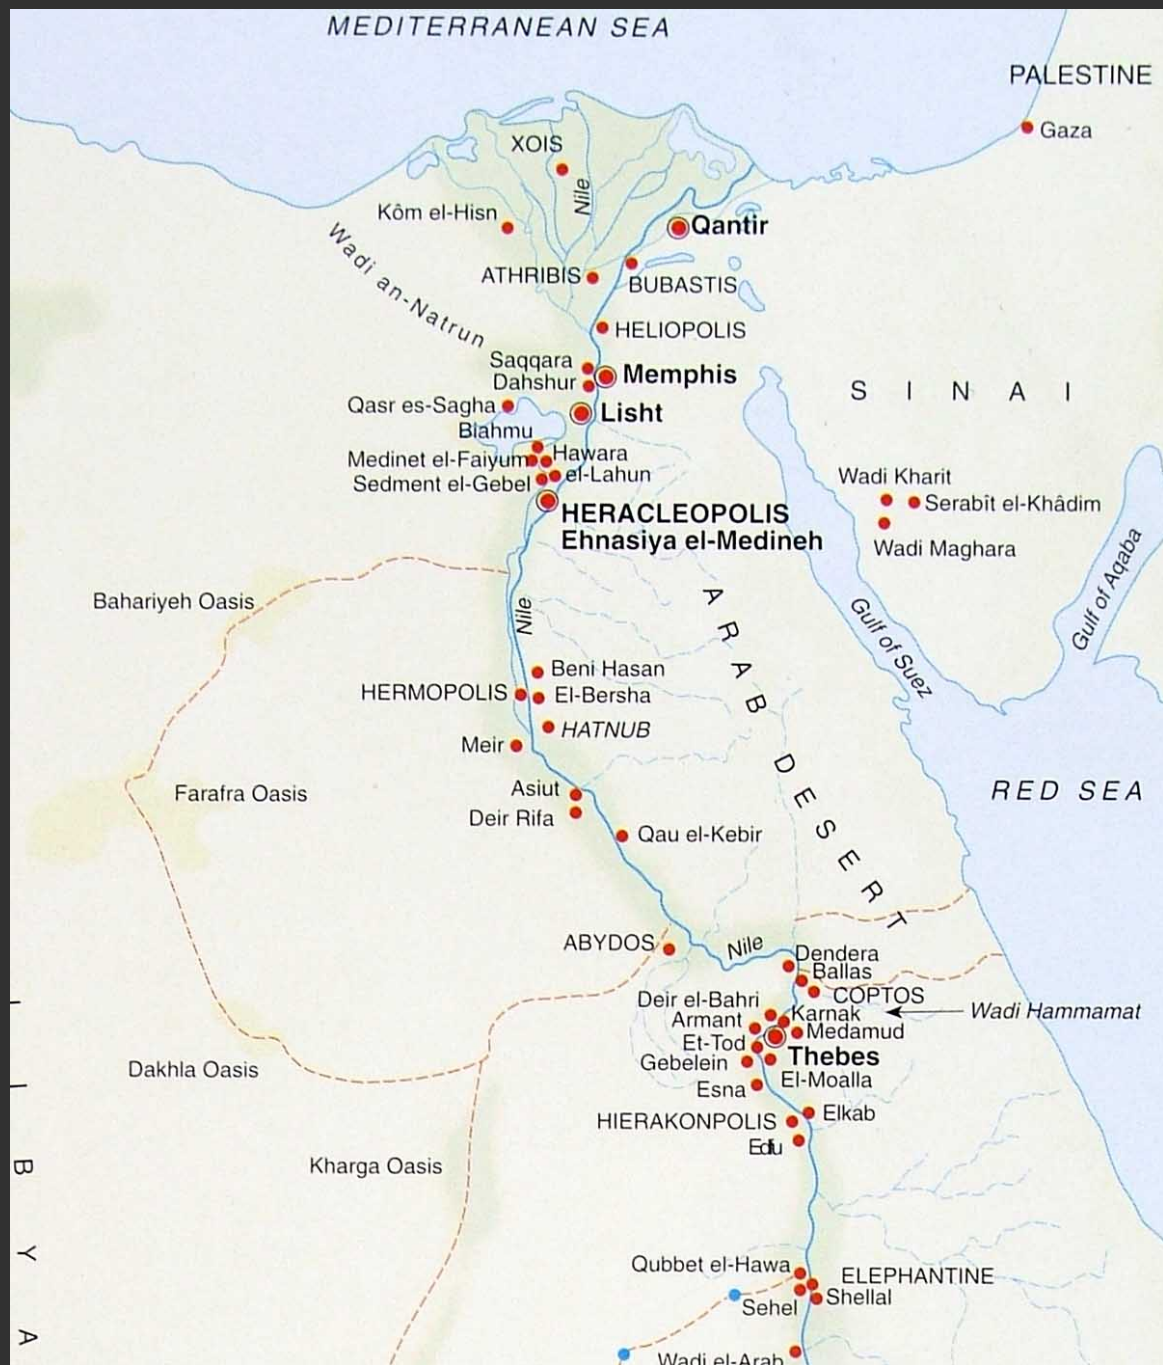 MEDITERRANEAN SEA
PALESTINE
Gaza
XOIS
Nile
Kôm el-Hisn
Qantir
Wadi an-Natrun
ATHRIBIS
BUBASTIS
HELIOPOLIS
Saqqara
Dahshur
Memphis
SINAI
Qasr es-Sagha
Lisht
Biahmu
Medinet el-Faiyum
Hawara
Sedment el-Gebel
el-Lahun
Wadi Kharit
Serabît el-Khâdim
Wadi Maghara
HERACLEOPOLIS
Ehnasiya el-Medineh
Gulf of Aqaba
Gulf of Suez
ARAB DESERT
Bahariyeh Oasis
Nile
Beni Hasan
HERMOPOLIS
El-Bersha
HATNUB
Meir
RED SEA
Asiut
Farafra Oasis
Deir Rifa
Qau el-Kebir
ABYDOS
Nile
Dendera
Ballas
COPTOS
Deir el-Bahri
Karnak
Wadi Hammamat
Armant
Medamud
Et-Tod
Thebes
Gebelein
El-Moalla
Dakhla Oasis
Esna
Elkab
HIERAKONPOLIS
Edfu
Kharga Oasis
L I B Y A
Qubbet el-Hawa
ELEPHANTINE
Sehel
Shellal
Wadi el-Arab